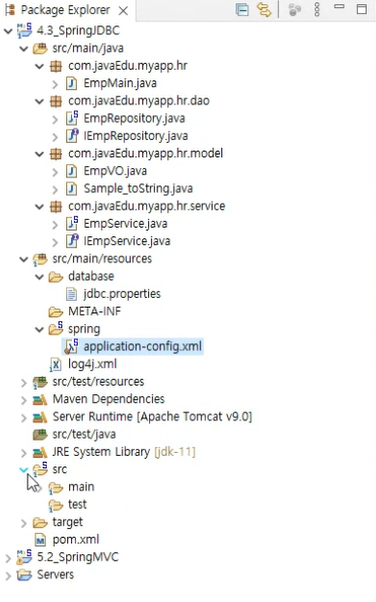 Package Explorer
4.3_SpringJDBC
src/main/java
com.javaEdu.myapp.hr
EmpMain.java
com.javaEdu.myapp.hr.dao
EmpRepository.java
IEmpRepository.java
com.javaEdu.myapp.hr.model
EmpVO.java
Sample_toString.java
com.javaEdu.myapp.hr.service
EmpService.java
IEmpService.java
src/main/resources
database
jdbc.properties
META-INF
spring
application-config.xml
log4j.xml
src/test/resources
Maven Dependencies
Server Runtime [Apache Tomcat v9.0]
src/test/java
JRE System Library [jdk-11]
src
main
test
target
pom.xml
5.2_SpringMVC
Servers